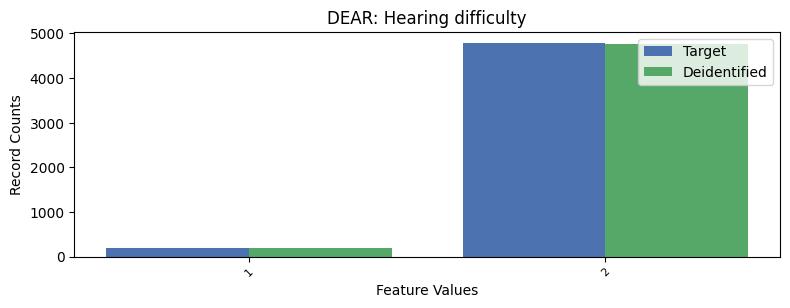 DEAR: Hearing difficulty
Target
Deidentified
Record Counts
5000
4000
3000
2000
1000
0
1
2
Feature Values